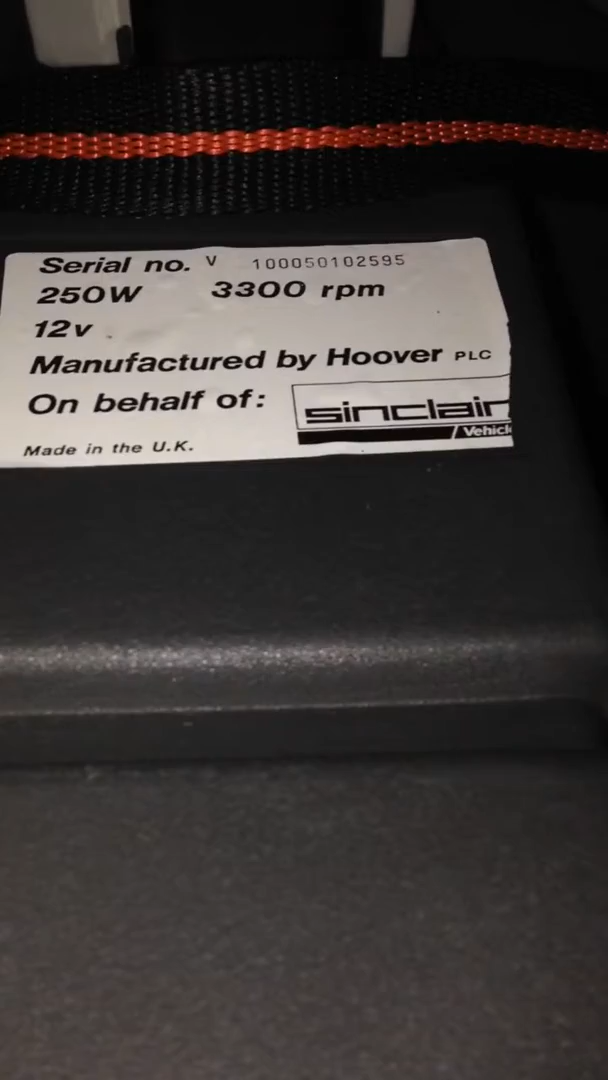 Serial no. V 100050102595
250W 3300 rpm
12v
Manufactured by Hoover PLC
On behalf of: sinclair
/Vehicl
Made in the U.K.